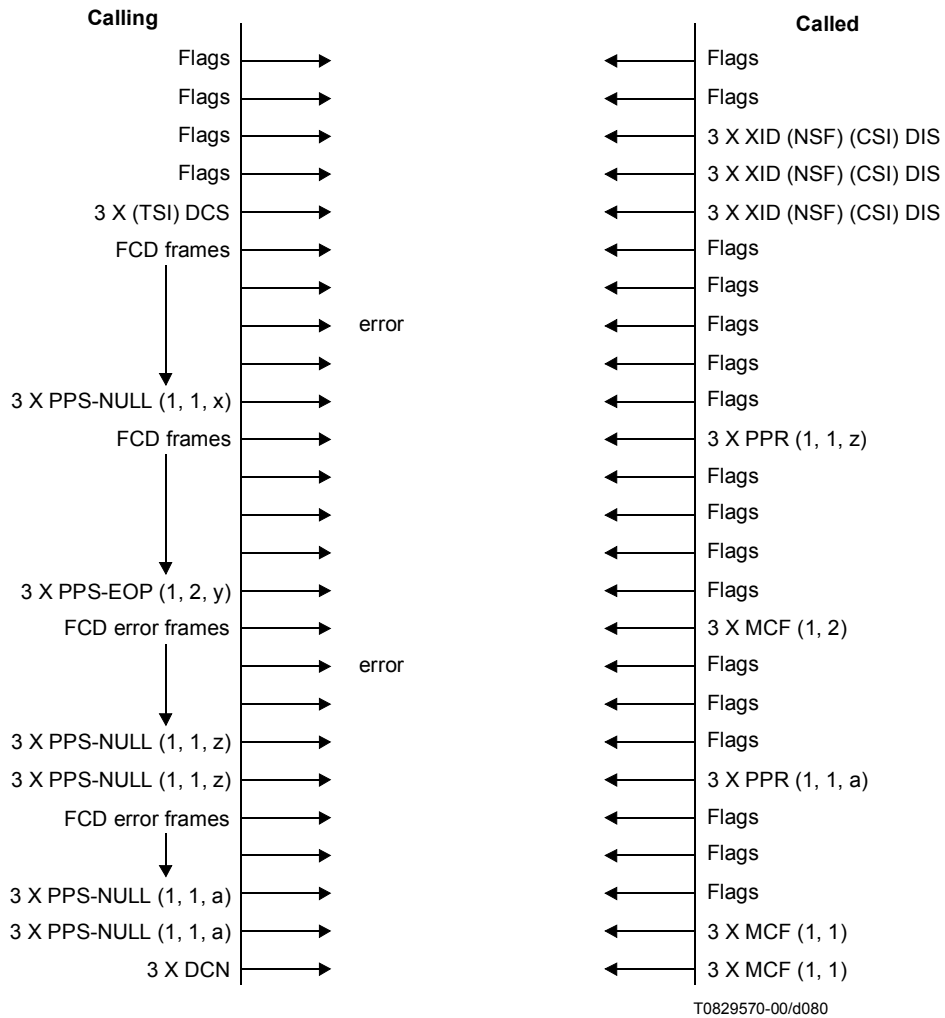 Calling
Called
Flags
Flags
Flags
Flags
Flags
3 X XID (NSF) (CSI) DIS
Flags
3 X XID (NSF) (CSI) DIS
3 X (TSI) DCS
3 X XID (NSF) (CSI) DIS
FCD frames
Flags
Flags
error
Flags
Flags
3 X PPS-NULL (1, 1, x)
Flags
FCD frames
3 X PPR (1, 1, z)
Flags
Flags
Flags
3 X PPS-EOP (1, 2, y)
Flags
FCD error frames
3 X MCF (1, 2)
error
Flags
Flags
3 X PPS-NULL (1, 1, z)
Flags
3 X PPS-NULL (1, 1, z)
3 X PPR (1, 1, a)
FCD error frames
Flags
Flags
3 X PPS-NULL (1, 1, a)
Flags
3 X PPS-NULL (1, 1, a)
3 X MCF (1, 1)
3 X DCN
3 X MCF (1, 1)
T0829570-00/d080